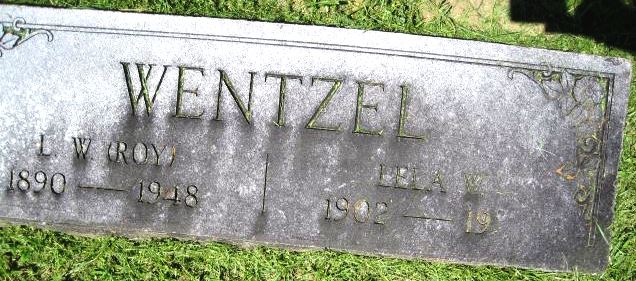 WENTZEL
L W (ROY)
1890 — 1948
LELA W
1902 — 19